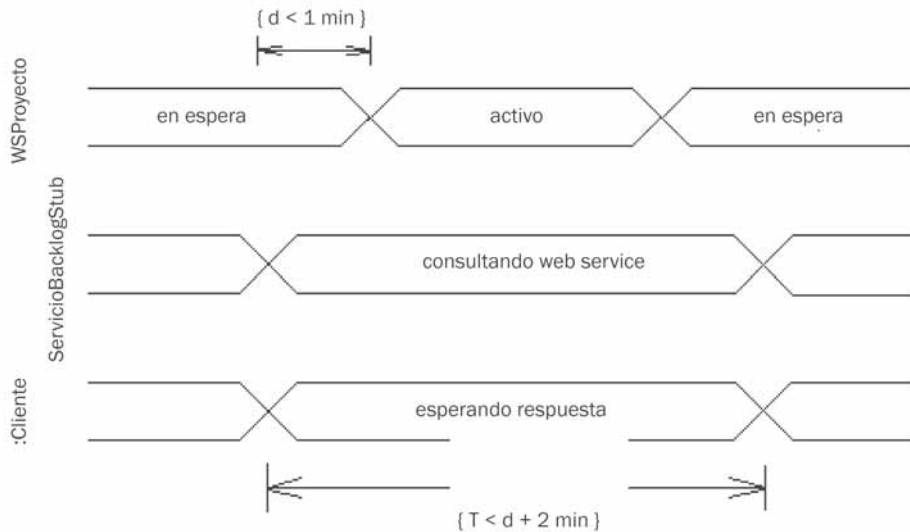 { d < 1 min }
WSProyecto
en espera
activo
en espera
ServicioBacklogStub
consultando web service
:Cliente
esperando respuesta
{ T < d + 2 min }